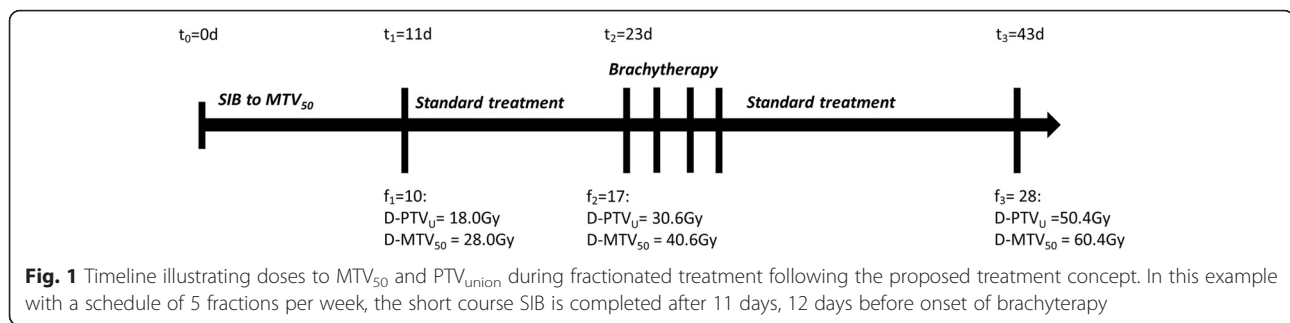 t₀=0d t₁=11d t₂=23d t₃=43d
Brachytherapy
SIB to MTV₅₀ Standard treatment Standard treatment
f₁=10: f₂=17: f₃= 28:
D-PTVᵤ= 18.0Gy D-PTVᵤ= 30.6Gy D-PTVᵤ =50.4Gy
D-MTV₅₀ = 28.0Gy D-MTV₅₀ = 40.6Gy D-MTV₅₀ = 60.4Gy
Fig. 1 Timeline illustrating doses to MTV₅₀ and PTVunion during fractionated treatment following the proposed treatment concept. In this example
with a schedule of 5 fractions per week, the short course SIB is completed after 11 days, 12 days before onset of brachyterapy